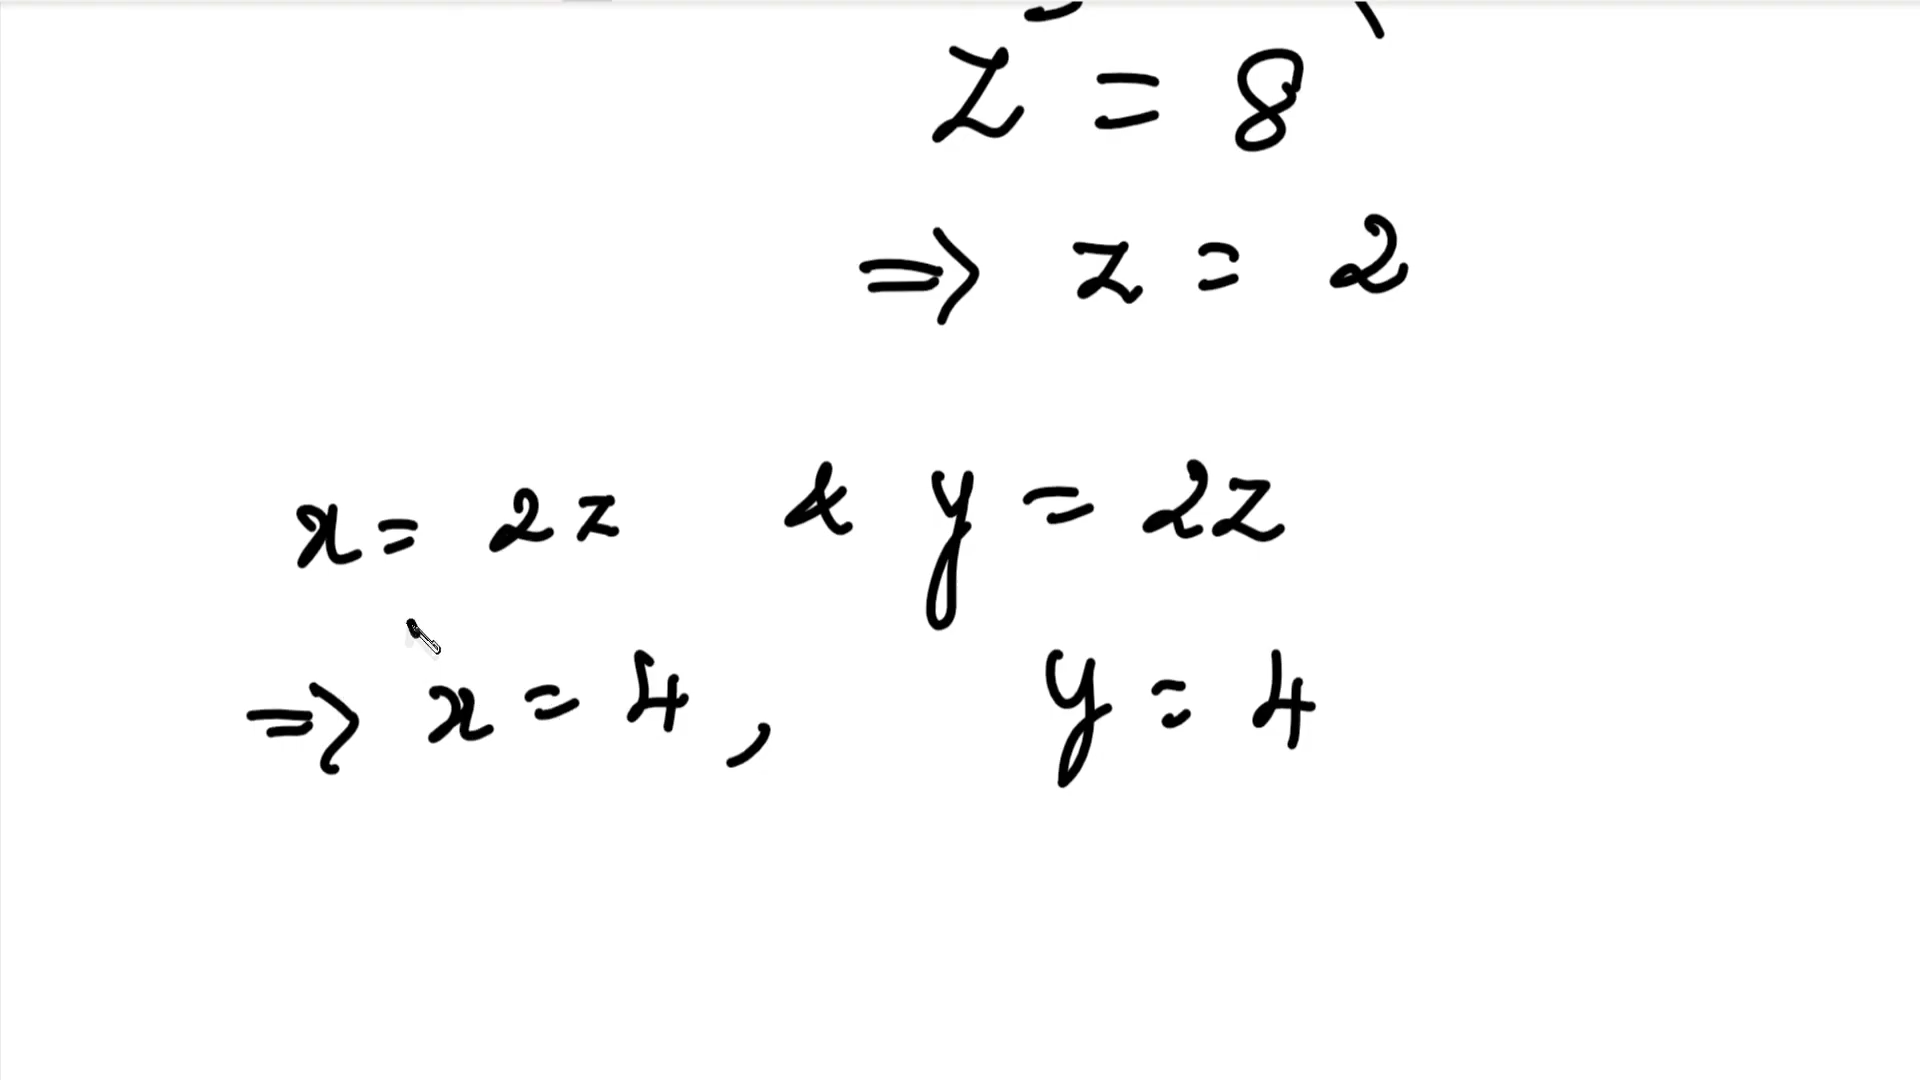 z = 8
⇒ z = 2
x = 2z & y = 2z
⇒ x = 4, y = 4